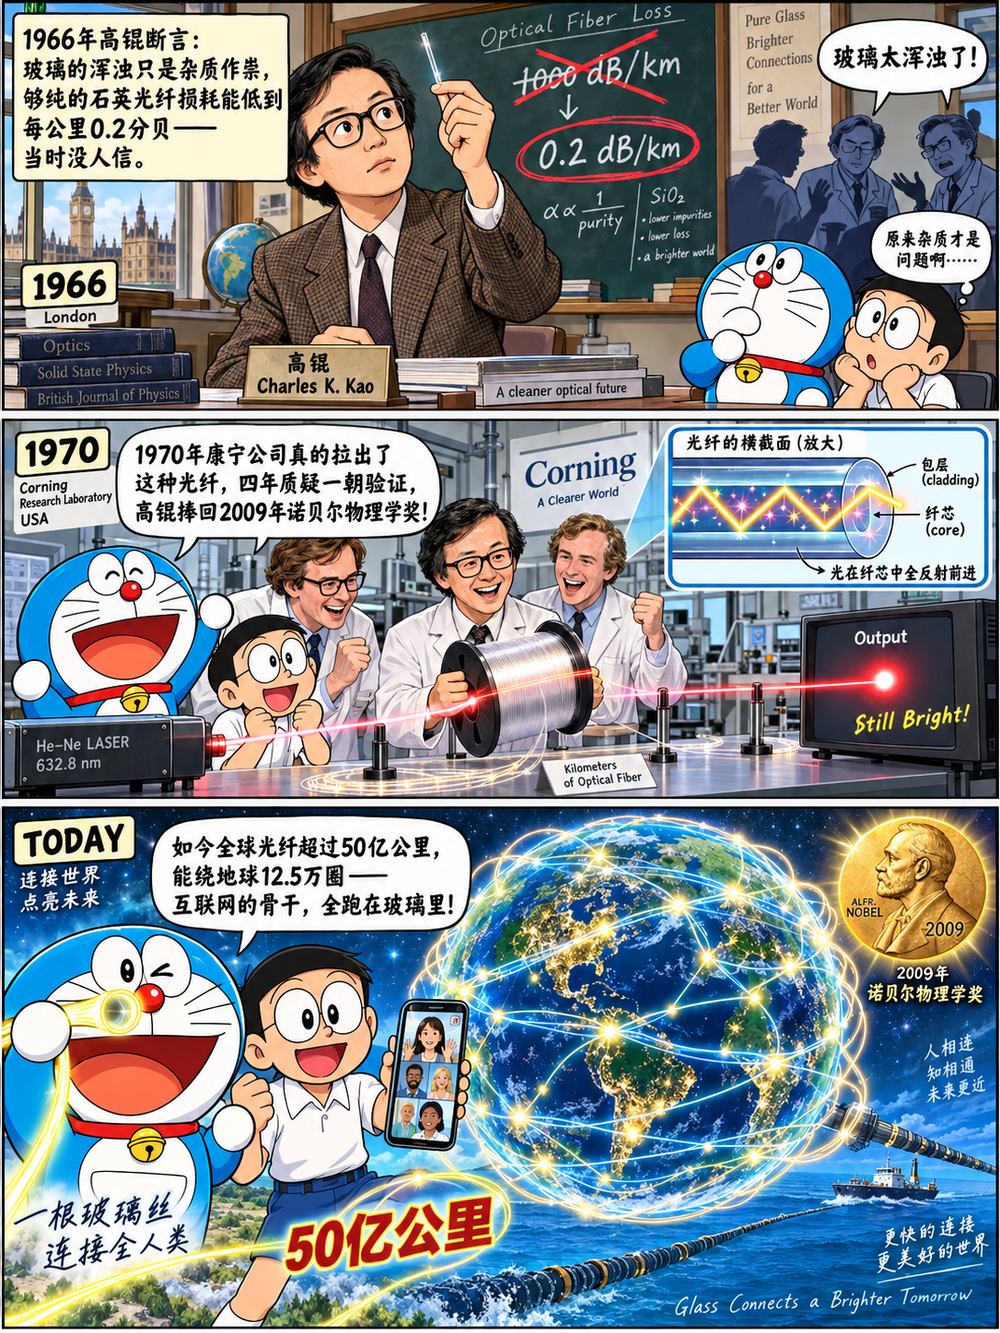 1966年高锟断言：
玻璃的浑浊只是杂质作祟，
够纯的石英光纤损耗能低到
每公里0.2分贝——
当时没人信。
Optical Fiber Loss
1000 dB/km
↓
0.2 dB/km
α ∝ 1/purity
SiO₂
• lower impurities
• lower loss
• a brighter world
Pure Glass
Brighter
Connections
for a
Better World
玻璃太浑浊了！
原来杂质才是
问题啊……
1966
London
Optics
Solid State Physics
British Journal of Physics
高锟
Charles K. Kao
A cleaner optical future
1970
Corning
Research Laboratory
USA
1970年康宁公司真的拉出了
这种光纤，四年质疑一朝验证，
高锟捧回2009年诺贝尔物理学奖！
Corning
A Clearer World
光纤的横截面（放大）
包层
(cladding)
纤芯
(core)
光在纤芯中全反射前进
He-Ne LASER
632.8 nm
Kilometers
of Optical Fiber
Output
Still Bright!
TODAY
连接世界
点亮未来
如今全球光纤超过50亿公里，
能绕地球12.5万圈——
互联网的骨干，全跑在玻璃里！
ALFR.
NOBEL
2009
2009年
诺贝尔物理学奖
人相连
知相通
未来更近
一根玻璃丝
连接全人类
50亿公里
更快的连接
更美好的世界
Glass Connects a Brighter Tomorrow